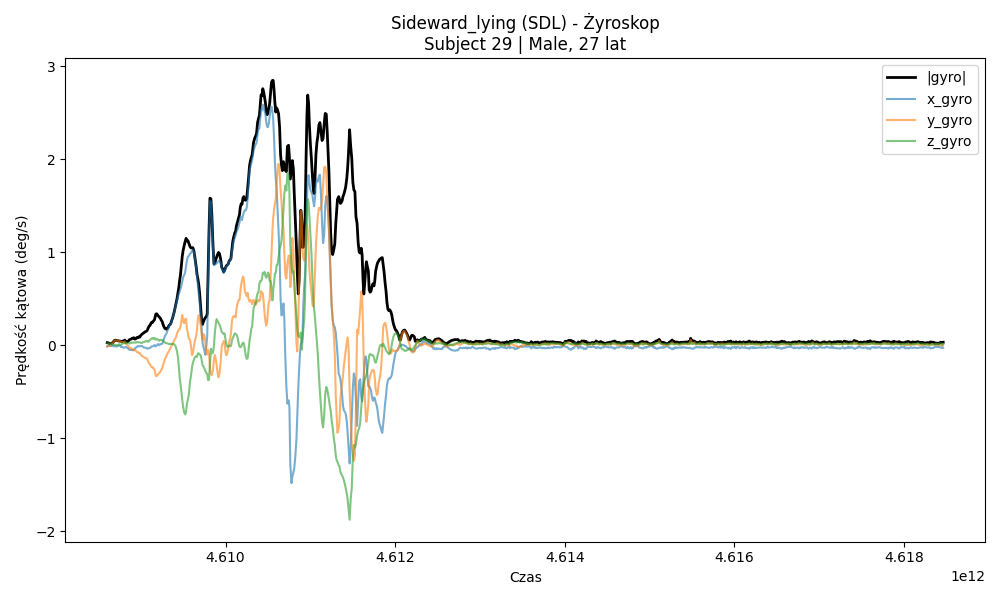 Sideward_lying (SDL) - Żyroskop
Subject 29 | Male, 27 lat
3
2
1
0
−1
−2
Prędkość kątowa (deg/s)
|gyro|
x_gyro
y_gyro
z_gyro
4.610
4.612
4.614
4.616
4.618
1e12
Czas